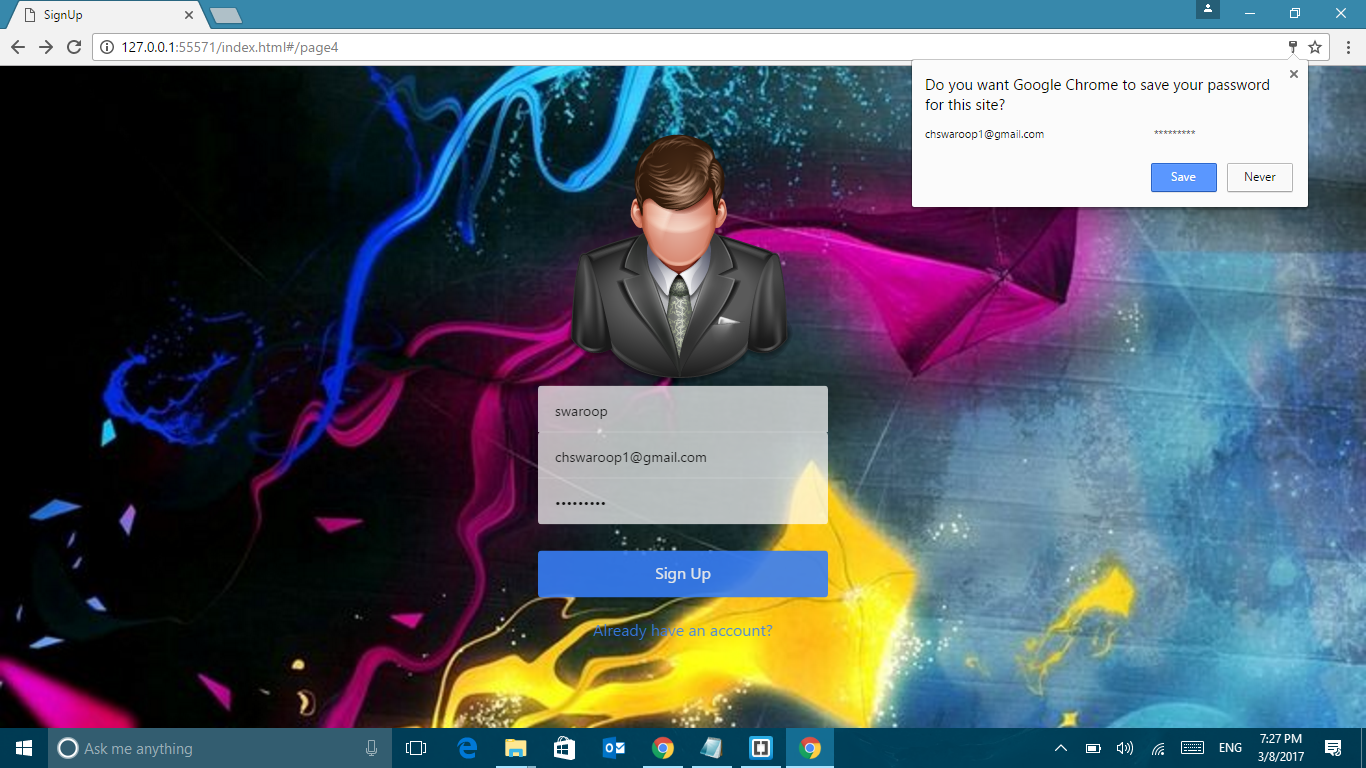 SignUp
127.0.0.1:55571/index.html#/page4
Do you want Google Chrome to save your password
for this site?
chswaroop1@gmail.com *********
Save Never
swaroop
chswaroop1@gmail.com
•••••••••
Sign Up
Already have an account?
Ask me anything
ENG
7:27 PM
3/8/2017